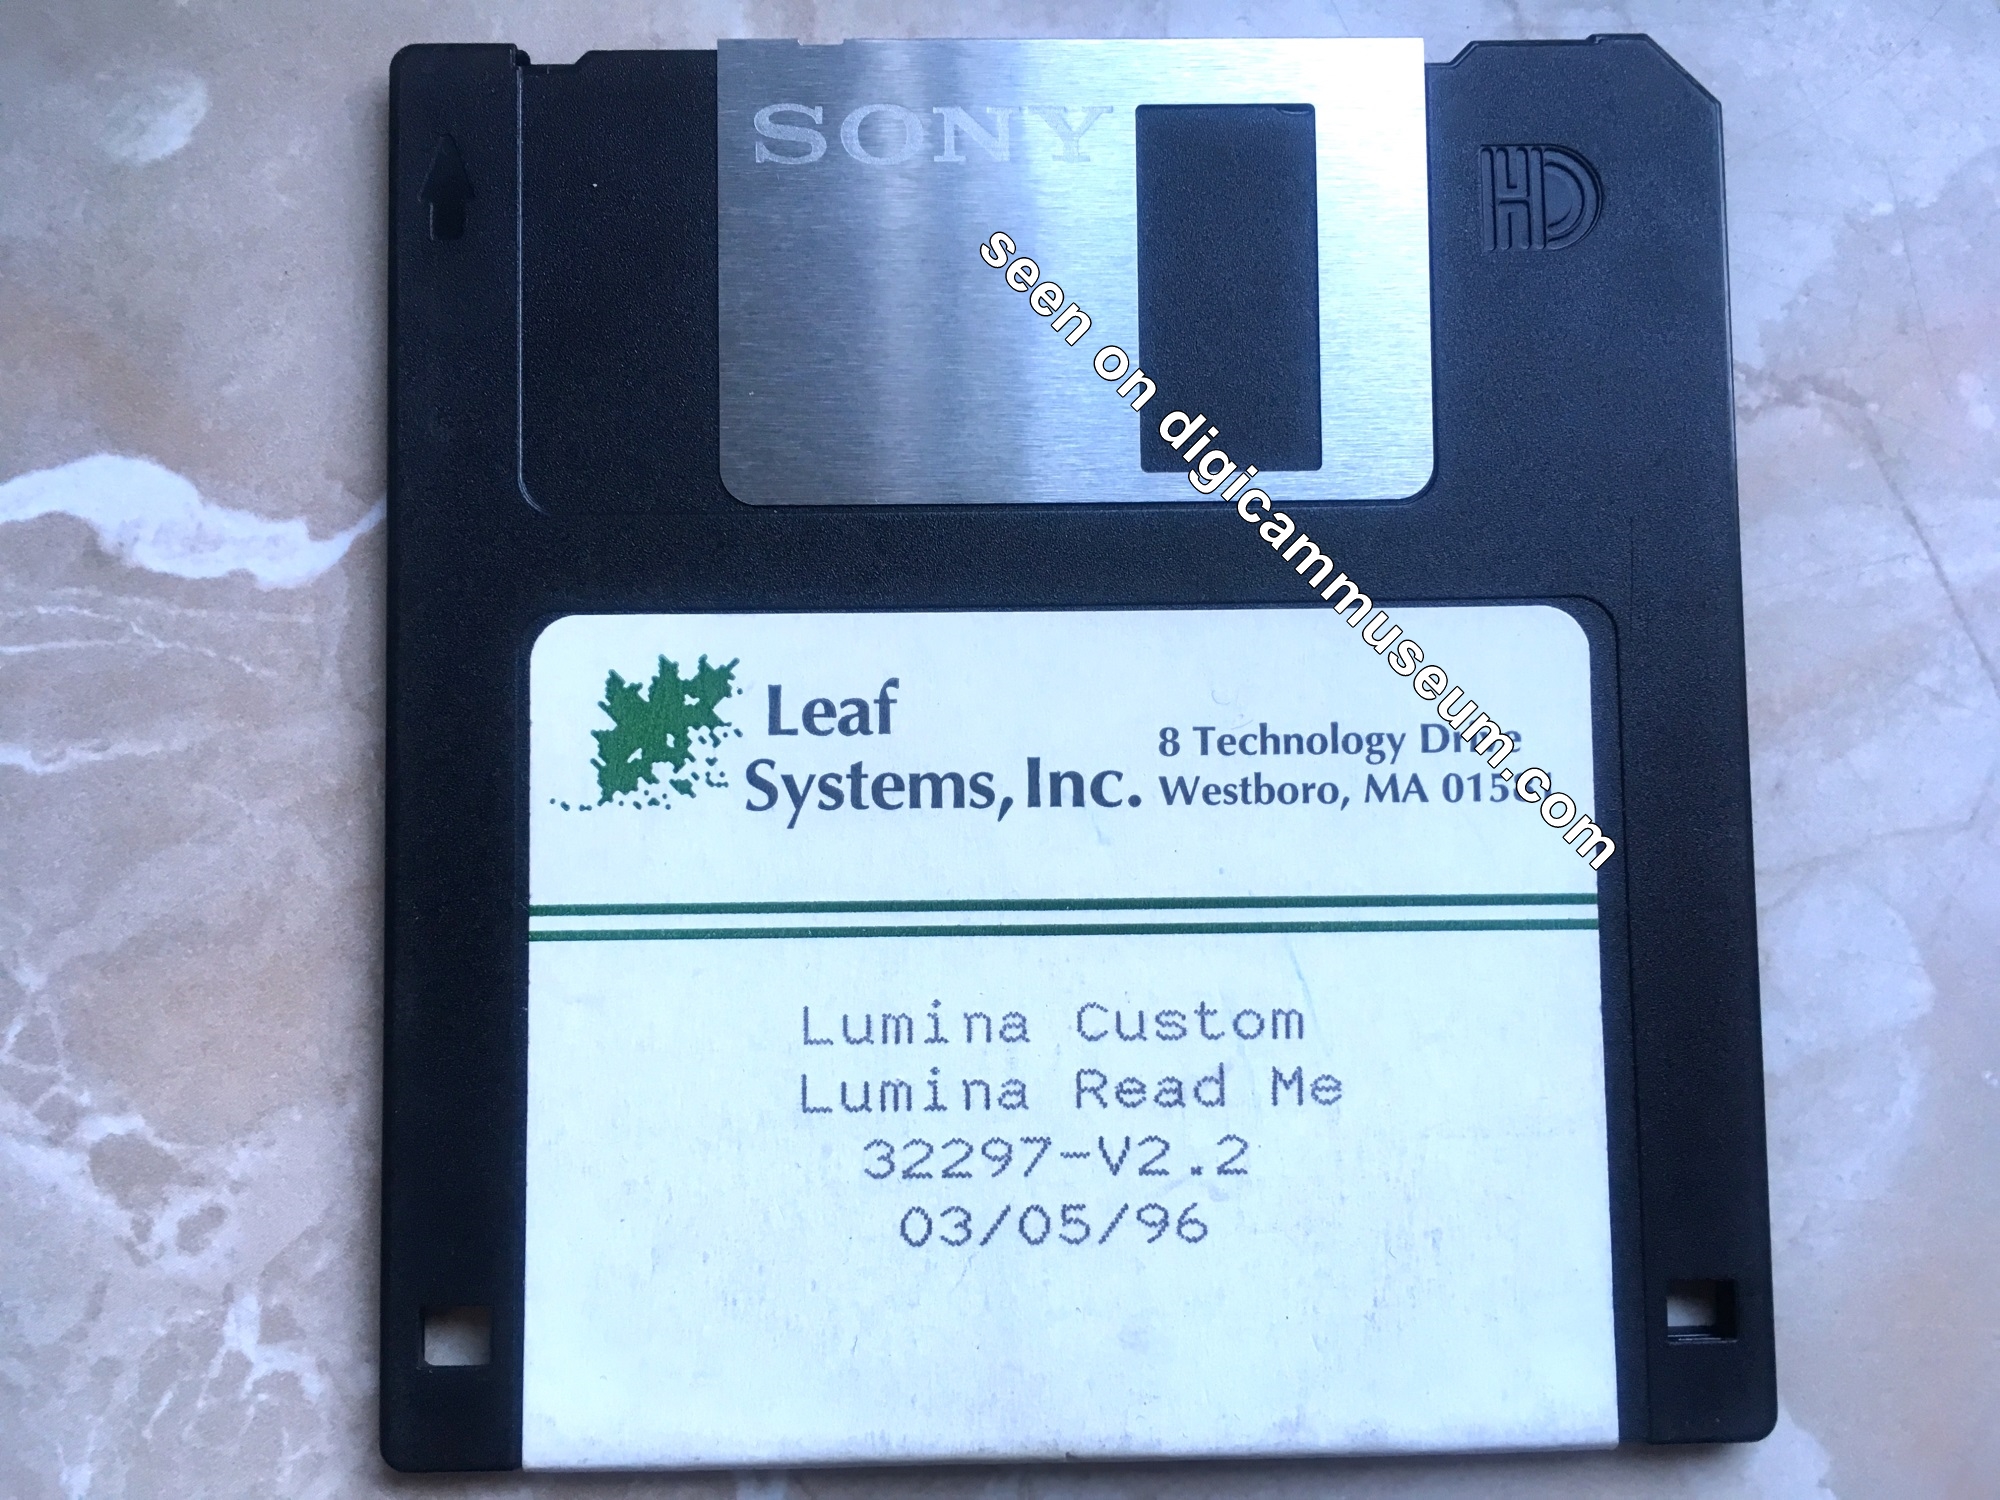 SONY
HD
seen on digicammuseum.com
Leaf
Systems, Inc.
8 Technology Drive
Westboro, MA
Lumina Custom
Lumina Read Me
32297-V2.2
03/05/96